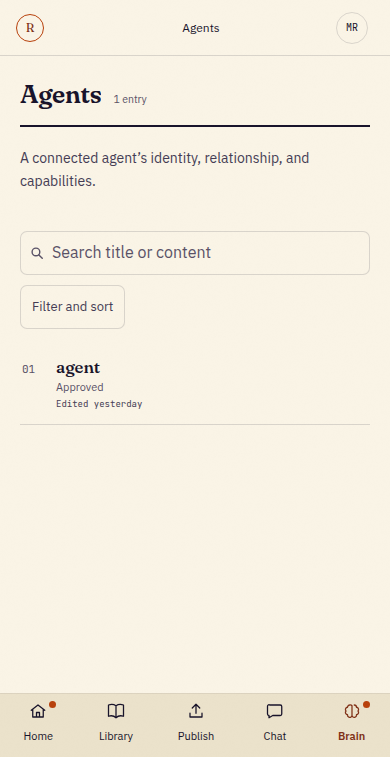 R
Agents
MR
Agents 1 entry
A connected agent’s identity, relationship, and
capabilities.
Search title or content
Filter and sort
01 agent
Approved
Edited yesterday
Home Library Publish Chat Brain